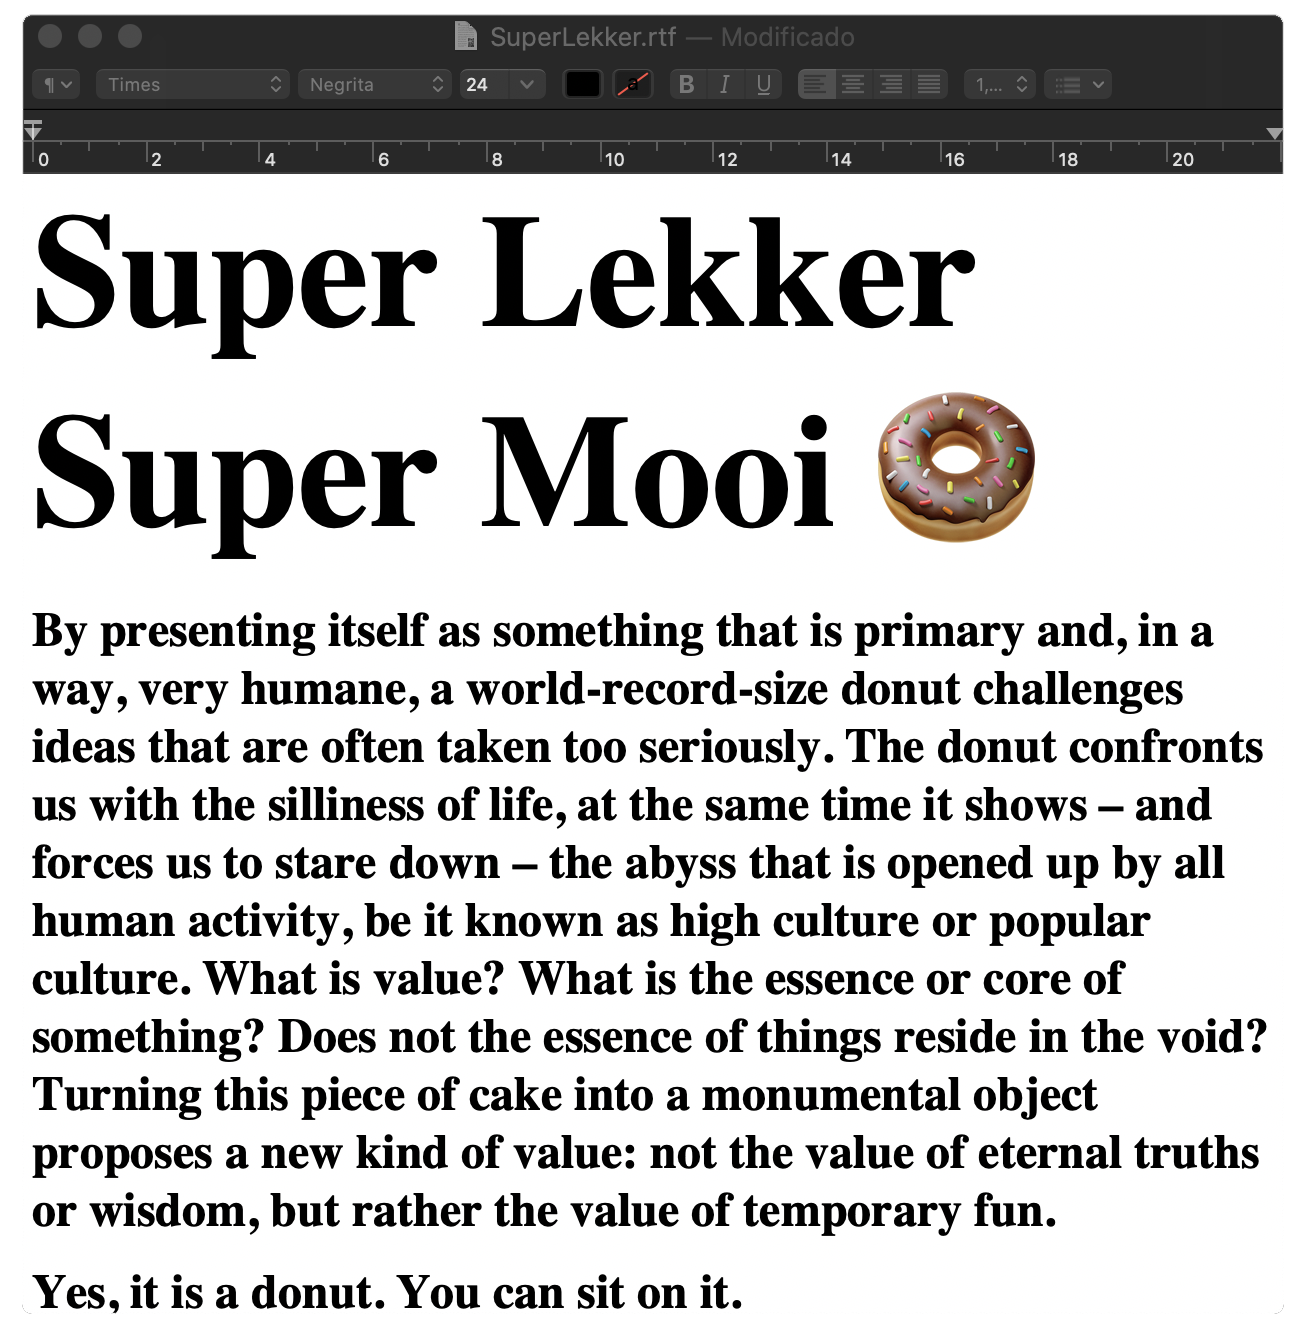 SuperLekker.rtf — Modificado
¶ Times Negrita 24 a B I U 1,...
0 2 4 6 8 10 12 14 16 18 20
Super Lekker
Super Mooi 🍩
By presenting itself as something that is primary and, in a
way, very humane, a world-record-size donut challenges
ideas that are often taken too seriously. The donut confronts
us with the silliness of life, at the same time it shows – and
forces us to stare down – the abyss that is opened up by all
human activity, be it known as high culture or popular
culture. What is value? What is the essence or core of
something? Does not the essence of things reside in the void?
Turning this piece of cake into a monumental object
proposes a new kind of value: not the value of eternal truths
or wisdom, but rather the value of temporary fun.
Yes, it is a donut. You can sit on it.